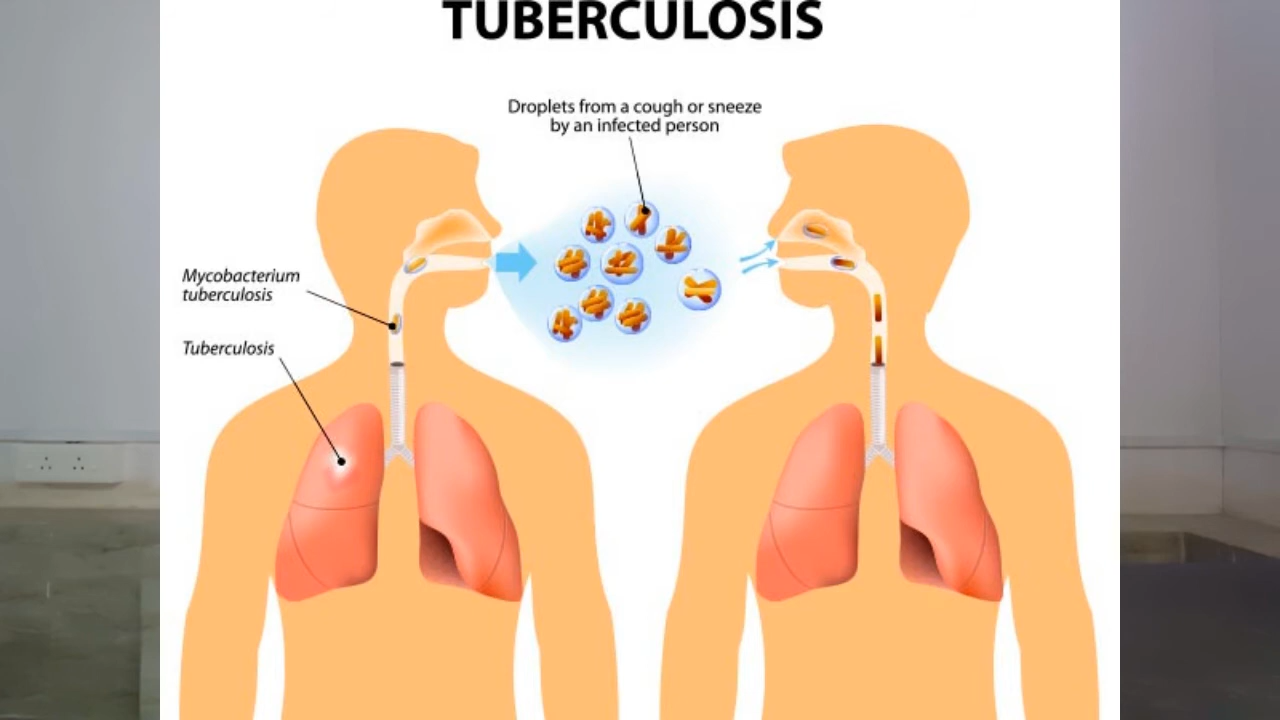 TUBERCULOSIS
Droplets from a cough or sneeze
by an infected person
Mycobacterium
tuberculosis
Tuberculosis